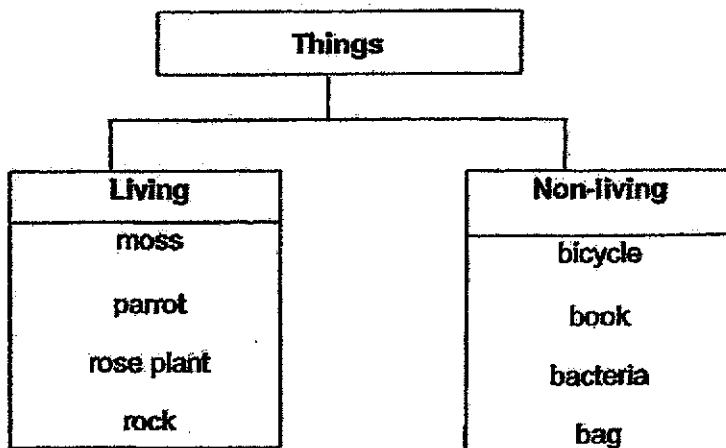 Things
Living
moss
parrot
rose plant
rock
Non-living
bicycle
book
bacteria
bag